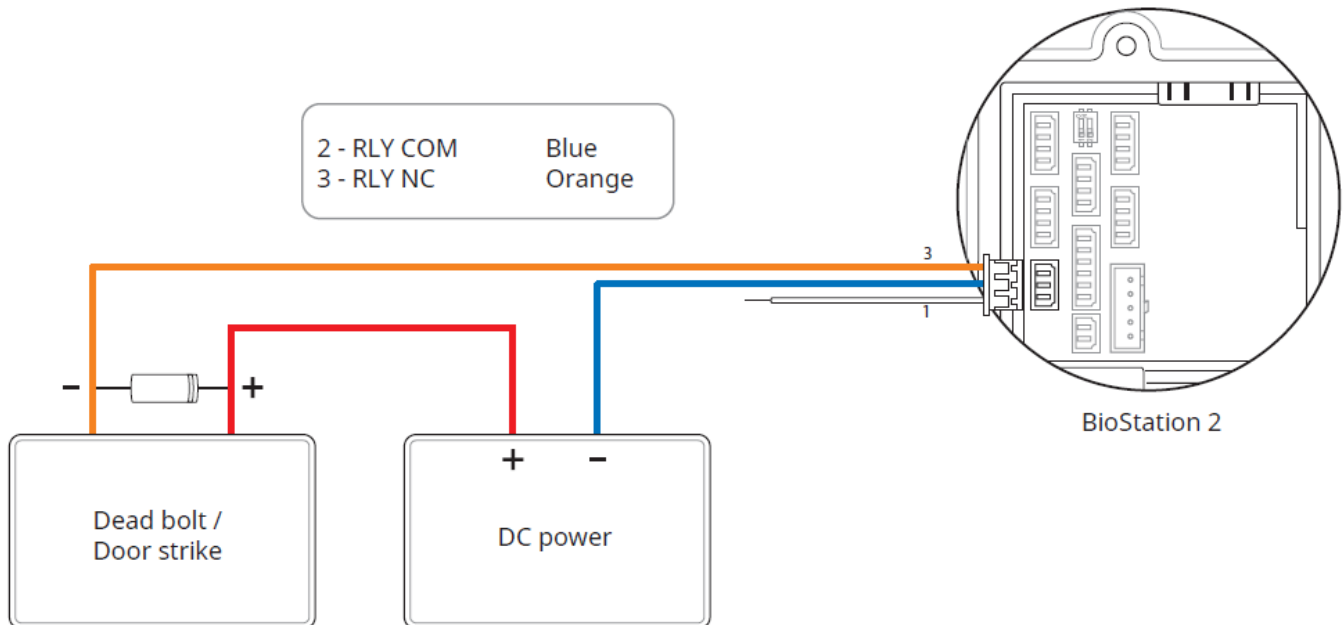 2 - RLY COM Blue
3 - RLY NC Orange
3
1
- +
+ -
Dead bolt /
Door strike
DC power
BioStation 2